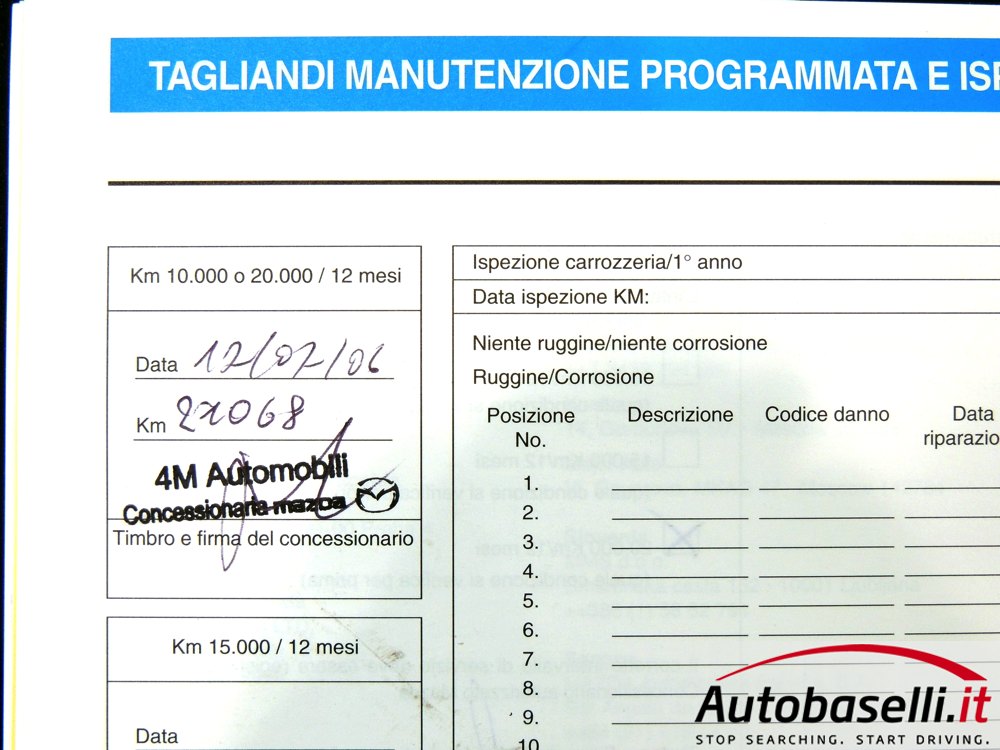 TAGLIANDI MANUTENZIONE PROGRAMMATA E ISP
Km 10.000 o 20.000 / 12 mesi
Data 12/07/06
Km 21068
4M Automobili
Concessionaria mazda
Timbro e firma del concessionario
Km 15.000 / 12 mesi
Data
Ispezione carrozzeria/1° anno
Data ispezione KM:
Niente ruggine/niente corrosione
Ruggine/Corrosione
Posizione No. Descrizione Codice danno Data riparazio
1.
2.
3.
4.
5.
6.
7.
8.
9.
10
Autobaselli.it
STOP SEARCHING. START DRIVING.